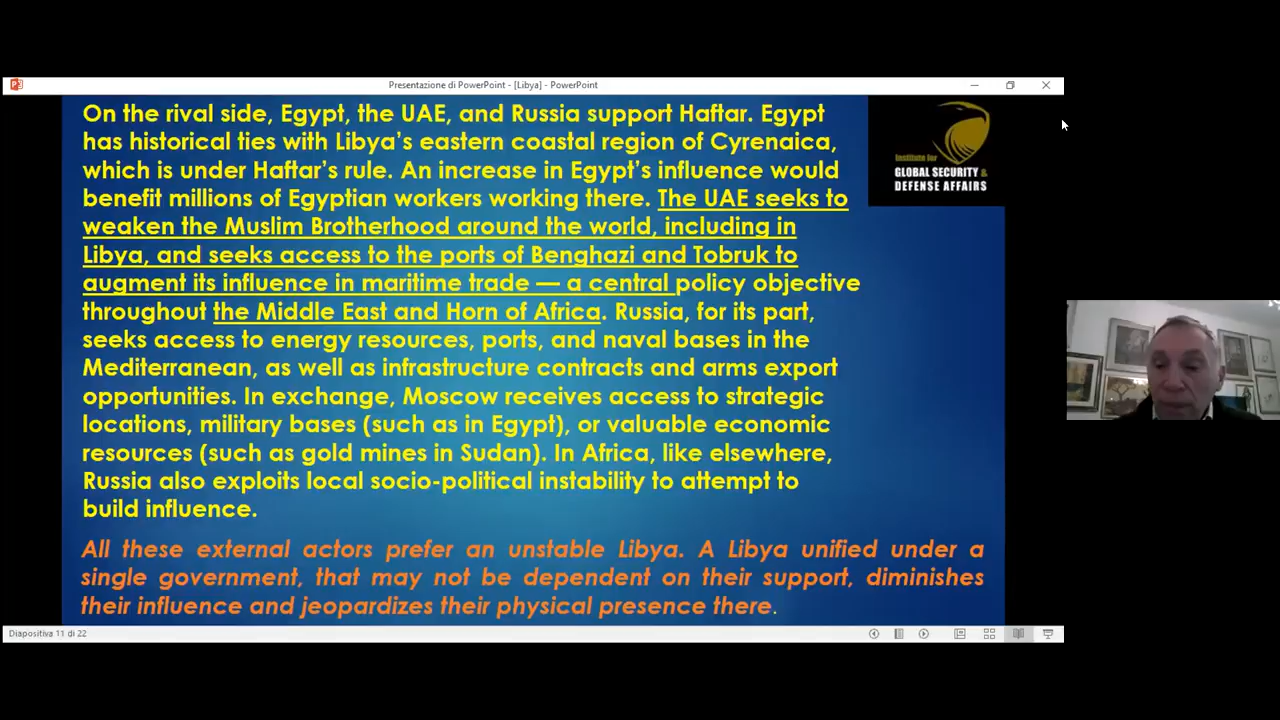 Presentazione di PowerPoint - [Libya] - PowerPoint
On the rival side, Egypt, the UAE, and Russia support Haftar. Egypt
has historical ties with Libya’s eastern coastal region of Cyrenaica,
which is under Haftar’s rule. An increase in Egypt’s influence would
benefit millions of Egyptian workers working there. The UAE seeks to
weaken the Muslim Brotherhood around the world, including in
Libya, and seeks access to the ports of Benghazi and Tobruk to
augment its influence in maritime trade — a central policy objective
throughout the Middle East and Horn of Africa. Russia, for its part,
seeks access to energy resources, ports, and naval bases in the
Mediterranean, as well as infrastructure contracts and arms export
opportunities. In exchange, Moscow receives access to strategic
locations, military bases (such as in Egypt), or valuable economic
resources (such as gold mines in Sudan). In Africa, like elsewhere,
Russia also exploits local socio-political instability to attempt to
build influence.
All these external actors prefer an unstable Libya. A Libya unified under a
single government, that may not be dependent on their support, diminishes
their influence and jeopardizes their physical presence there.
Institute for
GLOBAL SECURITY &
DEFENSE AFFAIRS
Diapositiva 11 di 22